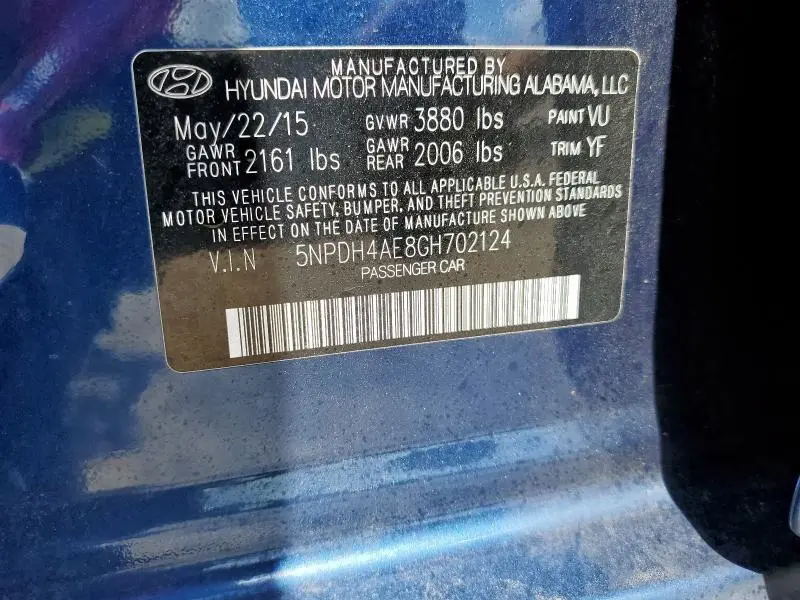 MANUFACTURED BY
HYUNDAI MOTOR MANUFACTURING ALABAMA, LLC
May/22/15 GVWR 3880 lbs PAINT VU
GAWR FRONT 2161 lbs GAWR REAR 2006 lbs TRIM YF
THIS VEHICLE CONFORMS TO ALL APPLICABLE U.S.A. FEDERAL
MOTOR VEHICLE SAFETY, BUMPER, AND THEFT PREVENTION STANDARDS
IN EFFECT ON THE DATE OF MANUFACTURE SHOWN ABOVE
V.I.N 5NPDH4AE8GH702124
PASSENGER CAR